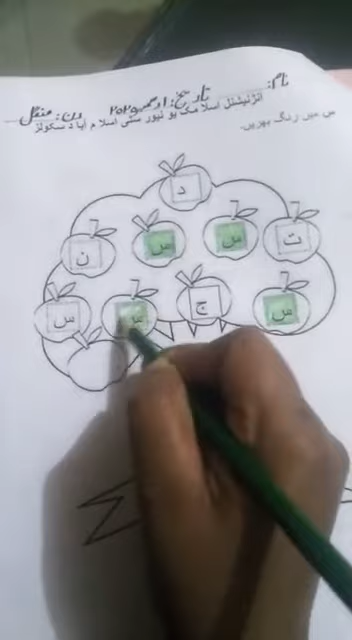 نام: تاریخ: دن: منگل
انٹرنیشنل اسلامک یونیورسٹی اسلام آباد سکولز
س میں رنگ بھریں۔
د
ن س س ث
س س ج س